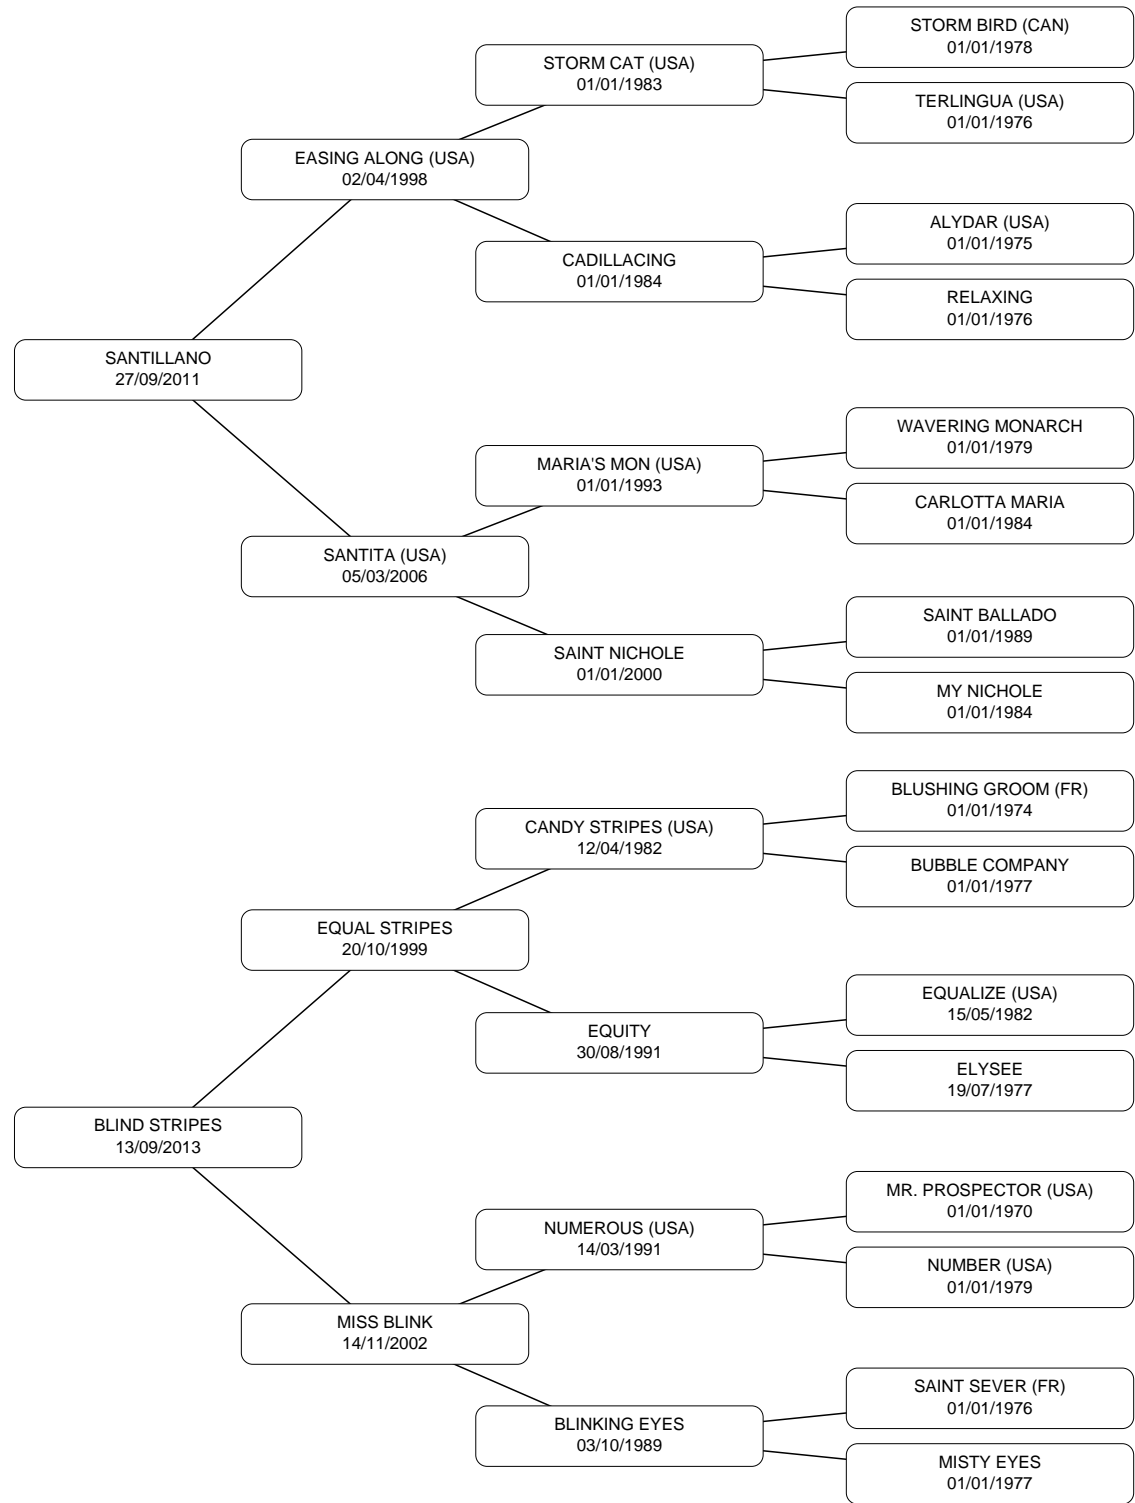 STORM BIRD (CAN)
01/01/1978
STORM CAT (USA)
01/01/1983
TERLINGUA (USA)
01/01/1976
EASING ALONG (USA)
02/04/1998
ALYDAR (USA)
01/01/1975
CADILLACING
01/01/1984
RELAXING
01/01/1976
SANTILLANO
27/09/2011
WAVERING MONARCH
01/01/1979
MARIA'S MON (USA)
01/01/1993
CARLOTTA MARIA
01/01/1984
SANTITA (USA)
05/03/2006
SAINT BALLADO
01/01/1989
SAINT NICHOLE
01/01/2000
MY NICHOLE
01/01/1984
BLUSHING GROOM (FR)
01/01/1974
CANDY STRIPES (USA)
12/04/1982
BUBBLE COMPANY
01/01/1977
EQUAL STRIPES
20/10/1999
EQUALIZE (USA)
15/05/1982
EQUITY
30/08/1991
ELYSEE
19/07/1977
BLIND STRIPES
13/09/2013
MR. PROSPECTOR (USA)
01/01/1970
NUMEROUS (USA)
14/03/1991
NUMBER (USA)
01/01/1979
MISS BLINK
14/11/2002
SAINT SEVER (FR)
01/01/1976
BLINKING EYES
03/10/1989
MISTY EYES
01/01/1977